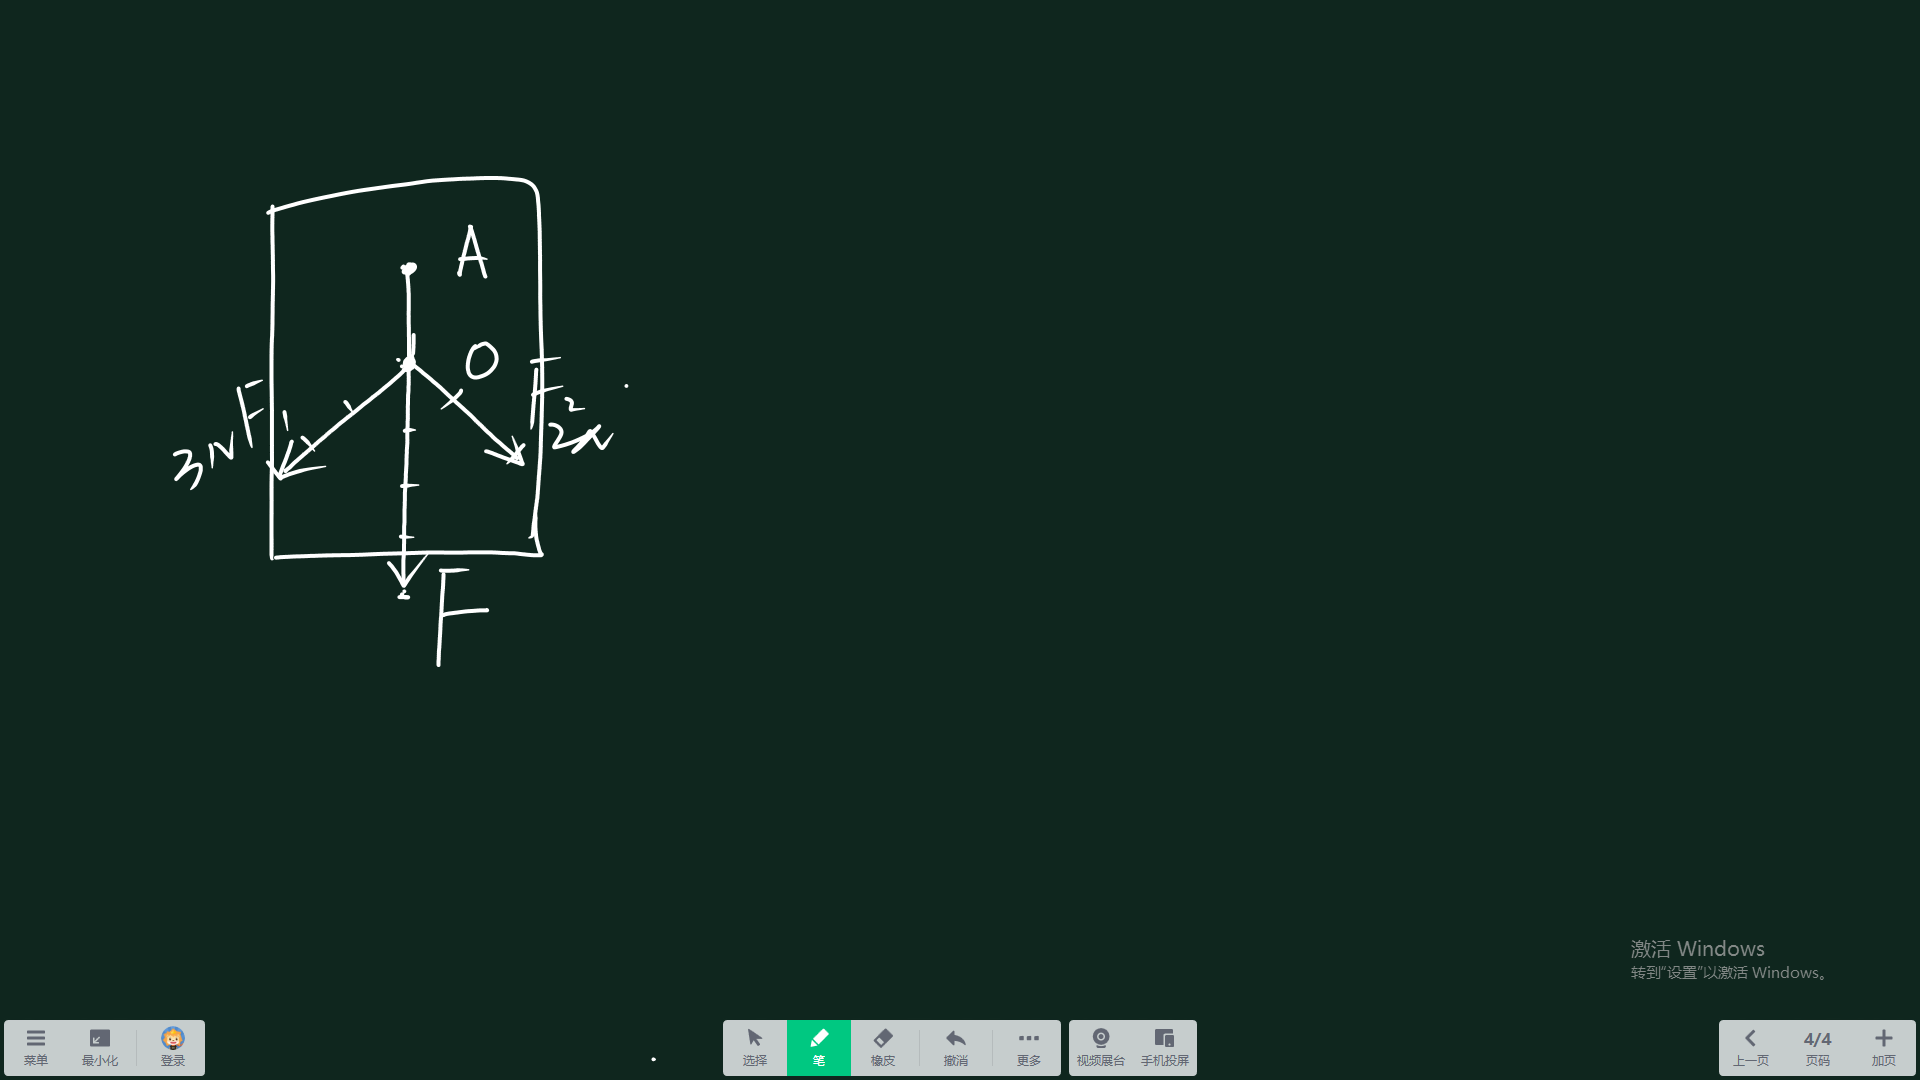 A
O
F1
3N
F2
2N
F
激活 Windows
转到“设置”以激活 Windows。
菜单
最小化
登录
选择
笔
橡皮
撤消
更多
视频展台
手机投屏
上一页
4/4
页码
加页